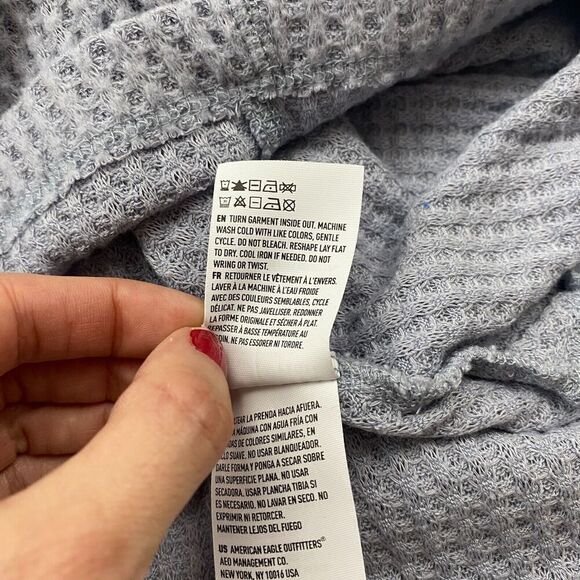 EN TURN GARMENT INSIDE OUT. MACHINE
WASH COLD WITH LIKE COLORS, GENTLE
CYCLE. DO NOT BLEACH. RESHAPE LAY FLAT
TO DRY. COOL IRON IF NEEDED. DO NOT
WRING OR TWIST.
FR RETOURNER LE VÊTEMENT À L'ENVERS.
LAVER À LA MACHINE À L'EAU FROIDE
AVEC DES COULEURS SEMBLABLES, CYCLE
DÉLICAT. NE PAS JAVELLISER. REDONNER
LA FORME ORIGINALE ET SÉCHER À PLAT.
REPASSER À BASSE TEMPÉRATURE AU
NE PAS ESSORER NI TORDRE.
LA PRENDA HACIA AFUERA.
MÁQUINA CON AGUA FRÍA CON
DE COLORES SIMILARES, EN
SUAVE. NO USAR BLANQUEADOR.
DARLE FORMA Y PONGA A SECAR SOBRE
UNA SUPERFICIE PLANA. NO USAR
SECADORA. USAR PLANCHA TIBIA SI
ES NECESARIO. NO LAVAR EN SECO. NO
EXPRIMIR NI RETORCER.
MANTENER LEJOS DEL FUEGO
US AMERICAN EAGLE OUTFITTERS®
AEO MANAGEMENT CO.
NEW YORK, NY 10016 USA